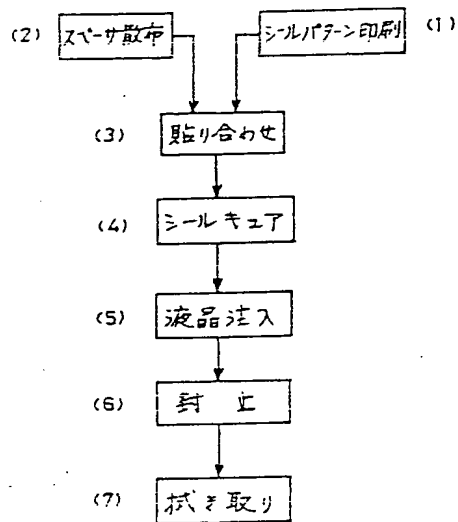 (2) スペーサ散布 シールパターン印刷 (1)
(3) 貼り合わせ
(4) シールキュア
(5) 液晶注入
(6) 封止
(7) 拭き取り